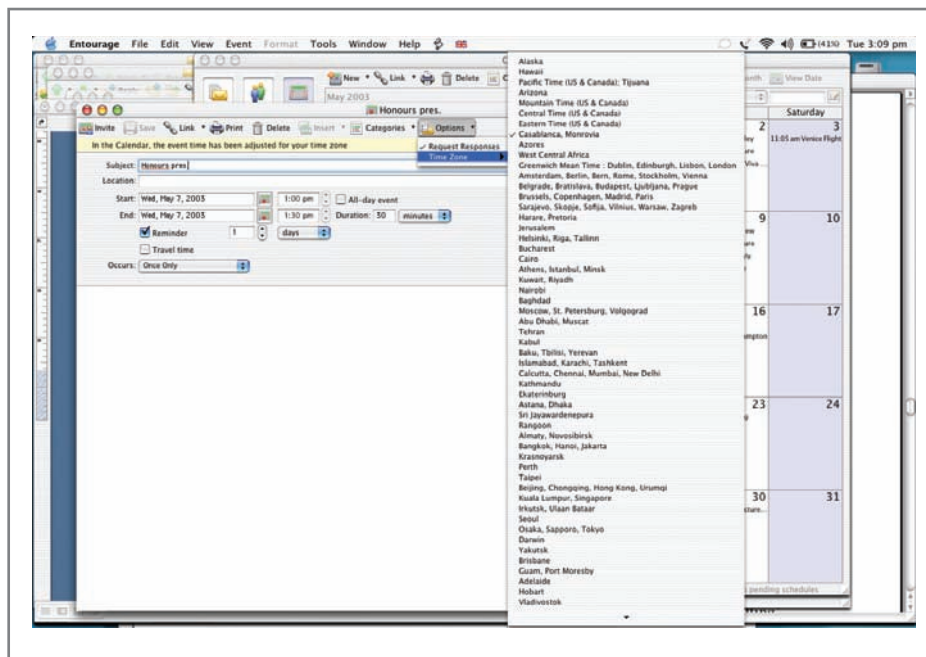 Entourage File Edit View Event Format Tools Window Help (41%) Tue 3:09 pm
New Link Delete
May 2003
View Date
Honours pres.
Invite Save Link Print Delete Insert Categories Options
In the Calendar, the event time has been adjusted for your time zone
Request Responses
Time Zone
Subject: Honours pres
Location:
Start: Wed, May 7, 2003 1:00 pm All-day event
End: Wed, May 7, 2003 1:30 pm Duration: 30 minutes
Reminder 1 days
Travel time
Occurs: Once Only
Alaska
Hawaii
Pacific Time (US & Canada); Tijuana
Arizona
Mountain Time (US & Canada)
Central Time (US & Canada)
Eastern Time (US & Canada)
Casablanca, Monrovia
Azores
West Central Africa
Greenwich Mean Time : Dublin, Edinburgh, Lisbon, London
Amsterdam, Berlin, Bern, Rome, Stockholm, Vienna
Belgrade, Bratislava, Budapest, Ljubljana, Prague
Brussels, Copenhagen, Madrid, Paris
Sarajevo, Skopje, Sofija, Vilnius, Warsaw, Zagreb
Harare, Pretoria
Jerusalem
Helsinki, Riga, Tallinn
Bucharest
Cairo
Athens, Istanbul, Minsk
Kuwait, Riyadh
Nairobi
Baghdad
Moscow, St. Petersburg, Volgograd
Abu Dhabi, Muscat
Tehran
Kabul
Baku, Tbilisi, Yerevan
Islamabad, Karachi, Tashkent
Calcutta, Chennai, Mumbai, New Delhi
Kathmandu
Ekaterinburg
Astana, Dhaka
Sri Jayawardenepura
Rangoon
Almaty, Novosibirsk
Bangkok, Hanoi, Jakarta
Krasnoyarsk
Perth
Taipei
Beijing, Chongqing, Hong Kong, Urumqi
Kuala Lumpur, Singapore
Irkutsk, Ulaan Bataar
Seoul
Osaka, Sapporo, Tokyo
Darwin
Yakutsk
Brisbane
Guam, Port Moresby
Adelaide
Hobart
Vladivostok
Saturday
2 3
11:05 am Venice Flight
9 10
16 17
23 24
30 31
pending schedules